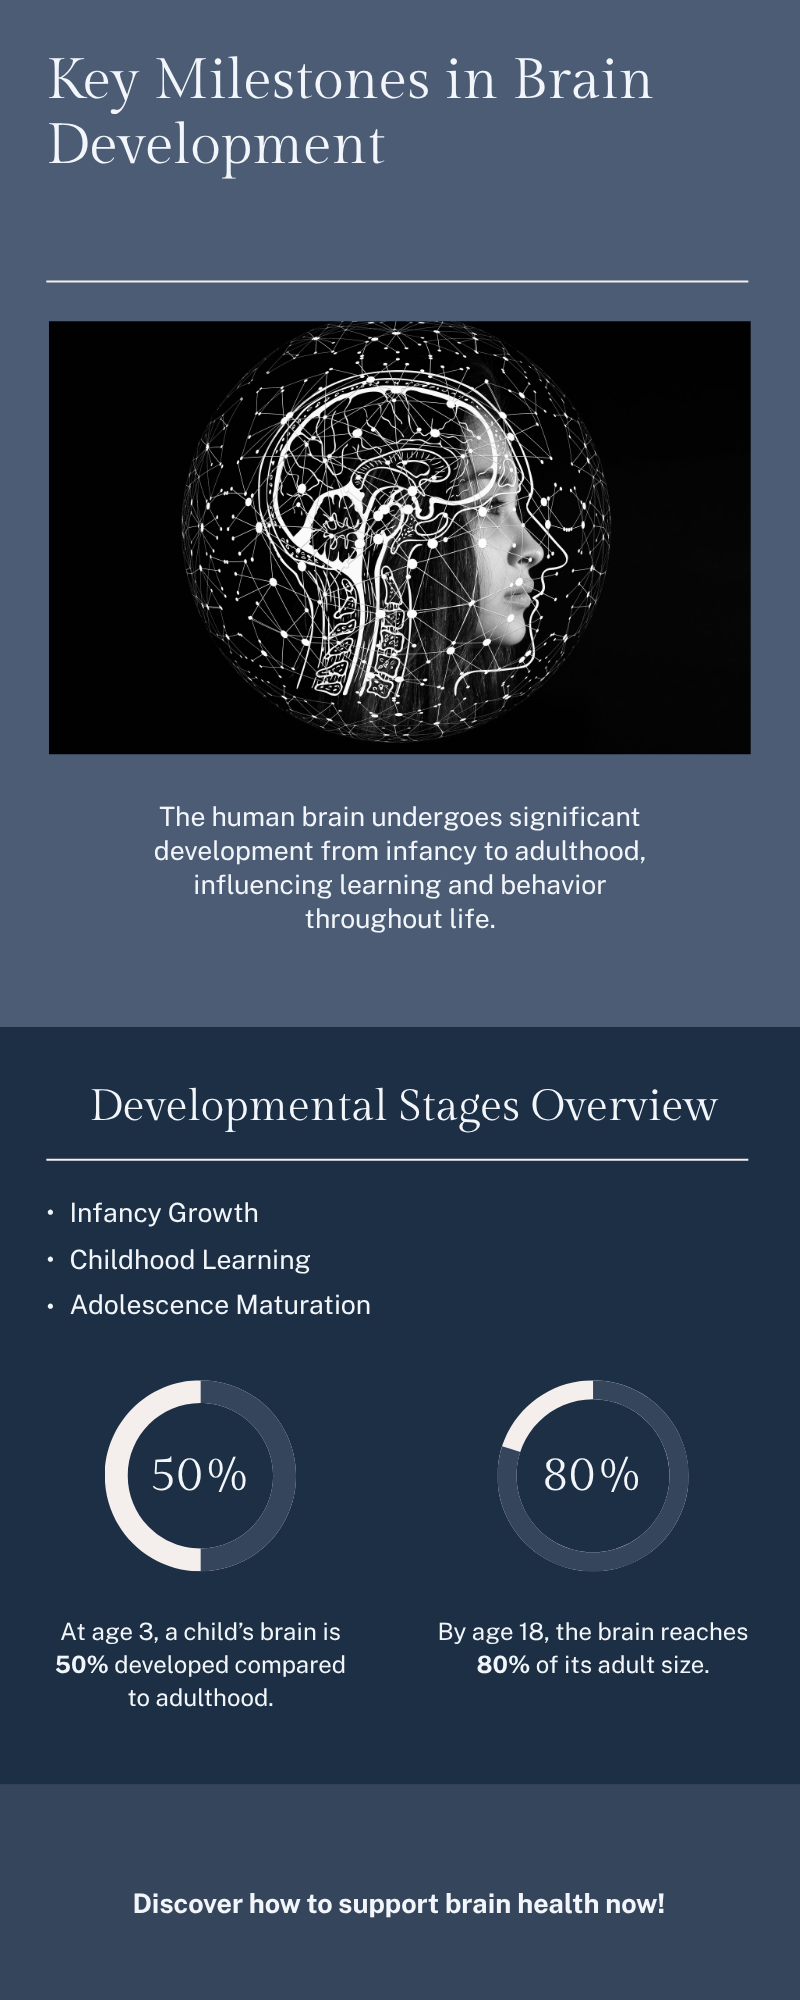 Key Milestones in Brain
Development
The human brain undergoes significant
development from infancy to adulthood,
influencing learning and behavior
throughout life.
Developmental Stages Overview
• Infancy Growth
• Childhood Learning
• Adolescence Maturation
50%
At age 3, a child’s brain is
50% developed compared
to adulthood.
80%
By age 18, the brain reaches
80% of its adult size.
Discover how to support brain health now!